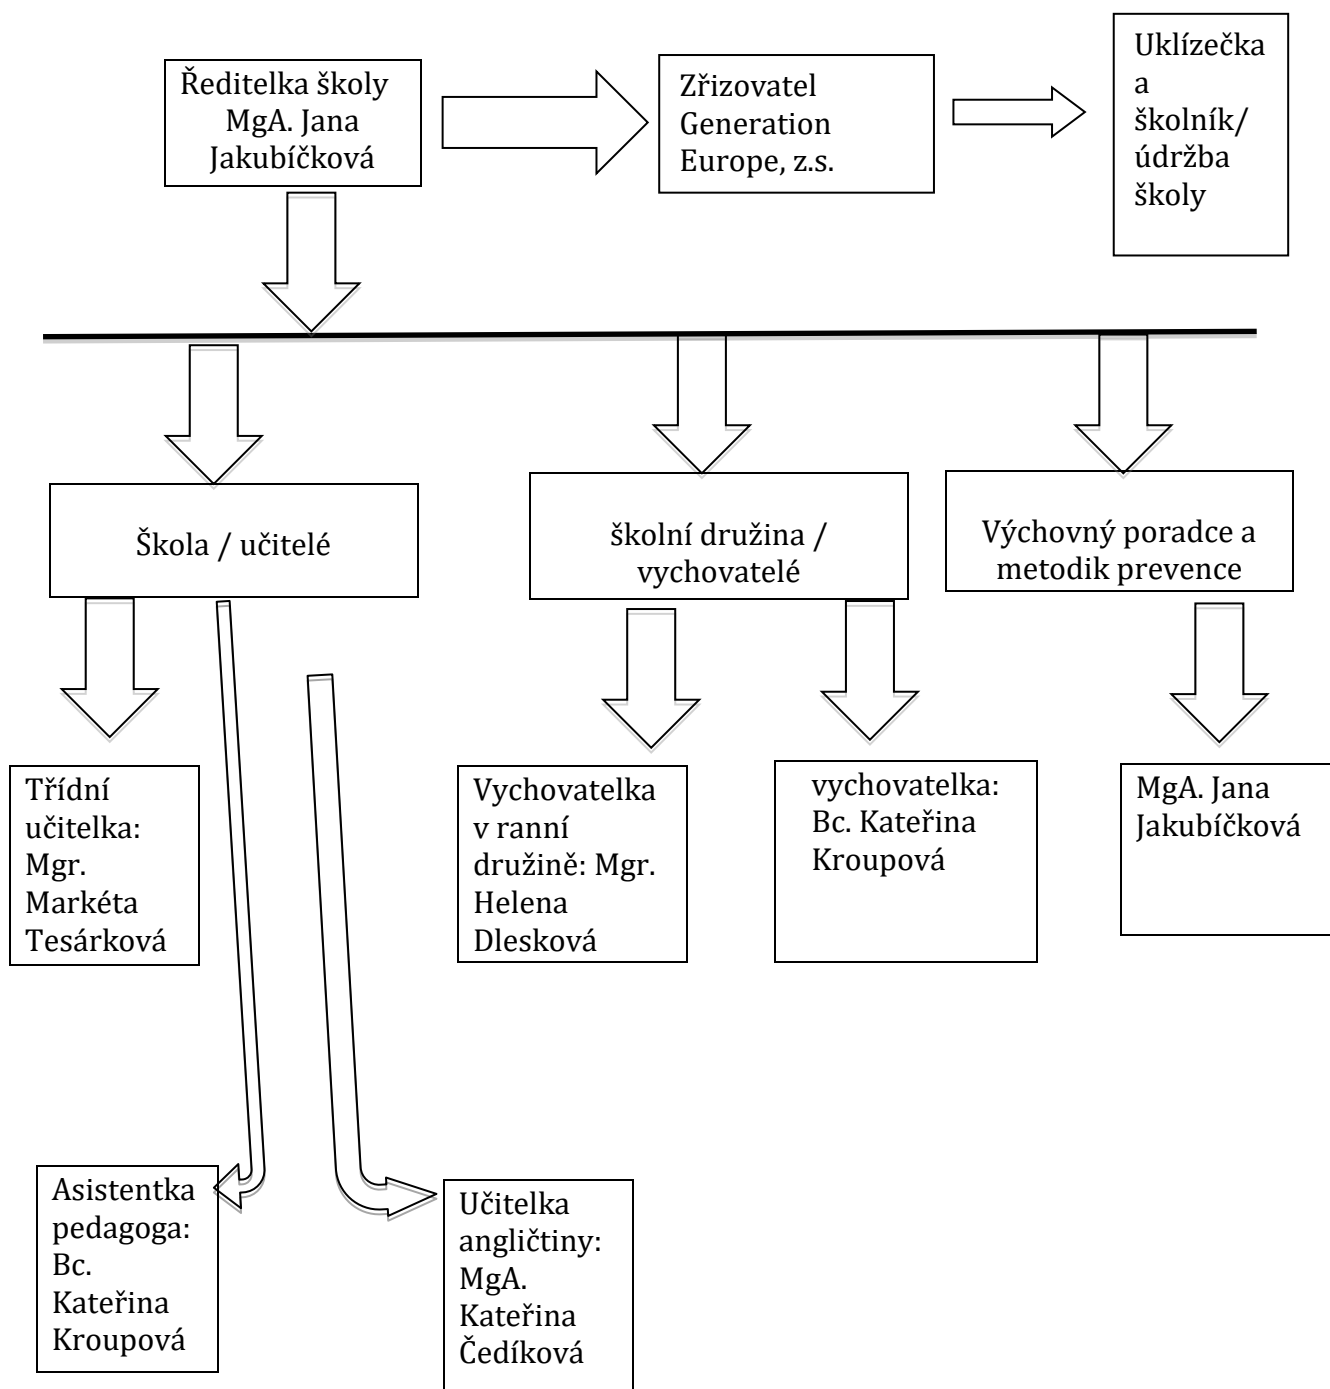 Ředitelka školy
MgA. Jana
Jakubíčková
Zřizovatel
Generation
Europe, z.s.
Uklízečka
a
školník/
údržba
školy
Škola / učitelé
školní družina /
vychovatelé
Výchovný poradce a
metodik prevence
Třídní
učitelka:
Mgr.
Markéta
Tesárková
Vychovatelka
v ranní
družině: Mgr.
Helena
Dlesková
vychovatelka:
Bc. Kateřina
Kroupová
MgA. Jana
Jakubíčková
Asistentka
pedagoga:
Bc.
Kateřina
Kroupová
Učitelka
angličtiny:
MgA.
Kateřina
Čedíková